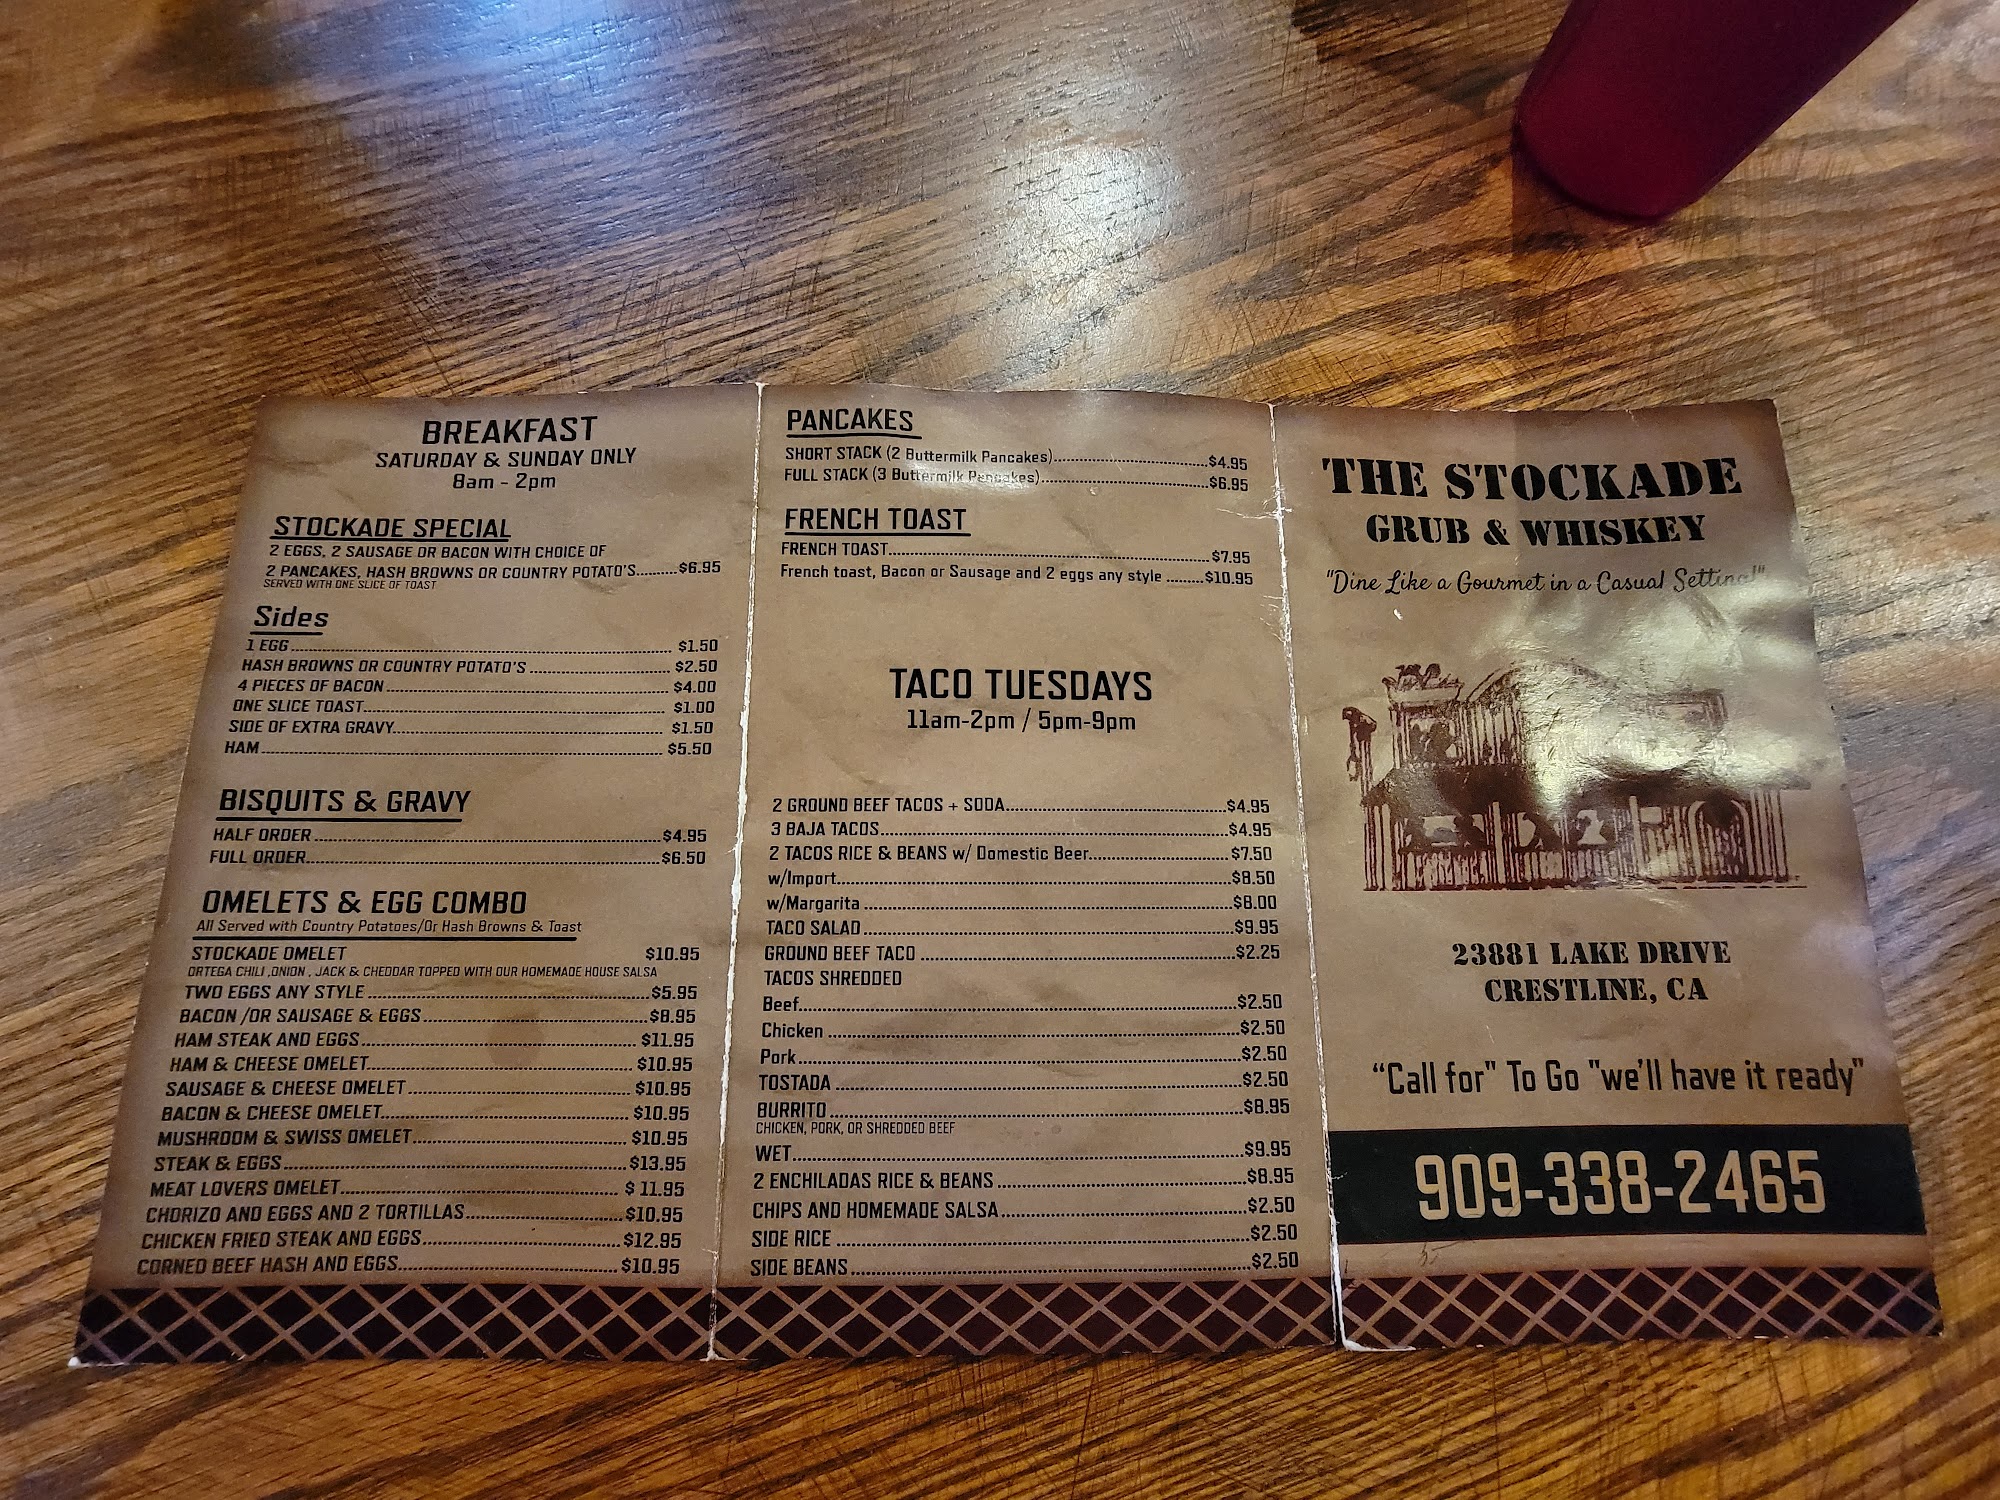 BREAKFAST
SATURDAY & SUNDAY ONLY
8am - 2pm
STOCKADE SPECIAL
2 EGGS, 2 SAUSAGE OR BACON WITH CHOICE OF
2 PANCAKES, HASH BROWNS OR COUNTRY POTATO'S.........$6.95
SERVED WITH ONE SLICE OF TOAST
Sides
1 EGG........$1.50
HASH BROWNS OR COUNTRY POTATO'S........$2.50
4 PIECES OF BACON........$4.00
ONE SLICE TOAST........$1.00
SIDE OF EXTRA GRAVY........$1.50
HAM........$5.50
BISQUITS & GRAVY
HALF ORDER........$4.95
FULL ORDER........$6.50
OMELETS & EGG COMBO
All Served with Country Potatoes/Or Hash Browns & Toast
STOCKADE OMELET $10.95
ORTEGA CHILI ,ONION , JACK & CHEDDAR TOPPED WITH OUR HOMEMADE HOUSE SALSA
TWO EGGS ANY STYLE........$5.95
BACON /OR SAUSAGE & EGGS........$8.95
HAM STEAK AND EGGS........$11.95
HAM & CHEESE OMELET........$10.95
SAUSAGE & CHEESE OMELET........$10.95
BACON & CHEESE OMELET........$10.95
MUSHROOM & SWISS OMELET........$10.95
STEAK & EGGS........$13.95
MEAT LOVERS OMELET........$ 11.95
CHORIZO AND EGGS AND 2 TORTILLAS........$10.95
CHICKEN FRIED STEAK AND EGGS........$12.95
CORNED BEEF HASH AND EGGS........$10.95
PANCAKES
SHORT STACK (2 Buttermilk Pancakes)........$4.95
FULL STACK (3 Buttermilk Pancakes)........$6.95
FRENCH TOAST
FRENCH TOAST........$7.95
French toast, Bacon or Sausage and 2 eggs any style ........$10.95
TACO TUESDAYS
11am-2pm / 5pm-9pm
2 GROUND BEEF TACOS + SODA........$4.95
3 BAJA TACOS........$4.95
2 TACOS RICE & BEANS w/ Domestic Beer........$7.50
w/Import........$8.50
w/Margarita ........$8.00
TACO SALAD........$9.95
GROUND BEEF TACO ........$2.25
TACOS SHREDDED
Beef........$2.50
Chicken ........$2.50
Pork........$2.50
TOSTADA ........$2.50
BURRITO........$8.95
CHICKEN, PORK, OR SHREDDED BEEF
WET........$9.95
2 ENCHILADAS RICE & BEANS ........$8.95
CHIPS AND HOMEMADE SALSA........$2.50
SIDE RICE ........$2.50
SIDE BEANS........$2.50
THE STOCKADE
GRUB & WHISKEY
"Dine Like a Gourmet in a Casual Setting!"
23881 LAKE DRIVE
CRESTLINE, CA
“Call for" To Go "we'll have it ready”
909-338-2465